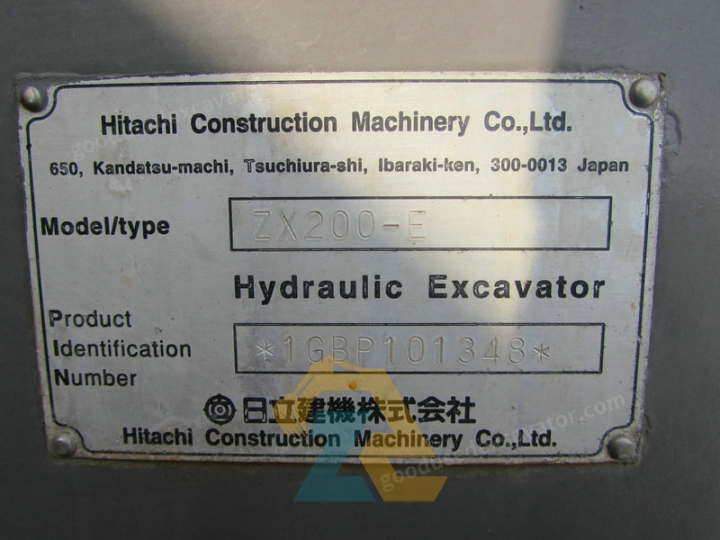 Hitachi Construction Machinery Co.,Ltd.
650, Kandatsu-machi, Tsuchiura-shi, Ibaraki-ken, 300-0013 Japan
Model/type ZX200-E
Hydraulic Excavator
Product
Identification *1GBP101348*
Number
日立建機株式会社
Hitachi Construction Machinery Co.,Ltd.